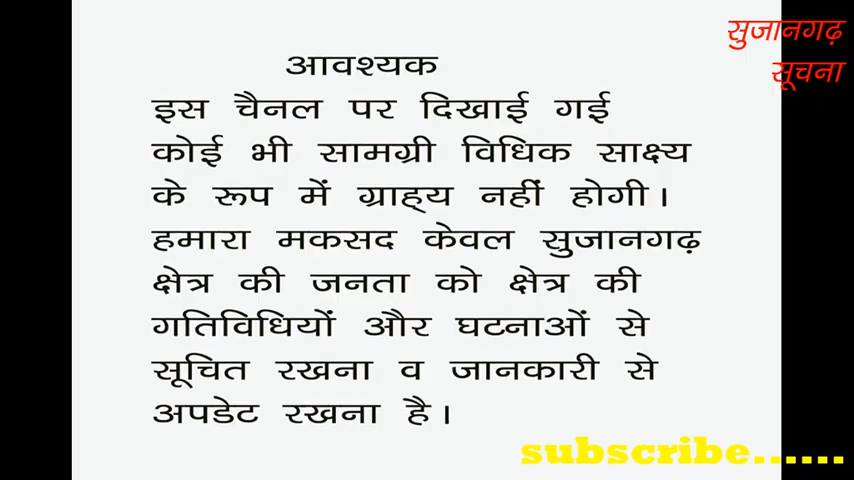 सुजानगढ़
सूचना
आवश्यक
इस चैनल पर दिखाई गई
कोई भी सामग्री विधिक साक्ष्य
के रूप में ग्राह्य नहीं होगी।
हमारा मकसद केवल सुजानगढ़
क्षेत्र की जनता को क्षेत्र की
गतिविधियों और घटनाओं से
सूचित रखना व जानकारी से
अपडेट रखना है।
subscribe......